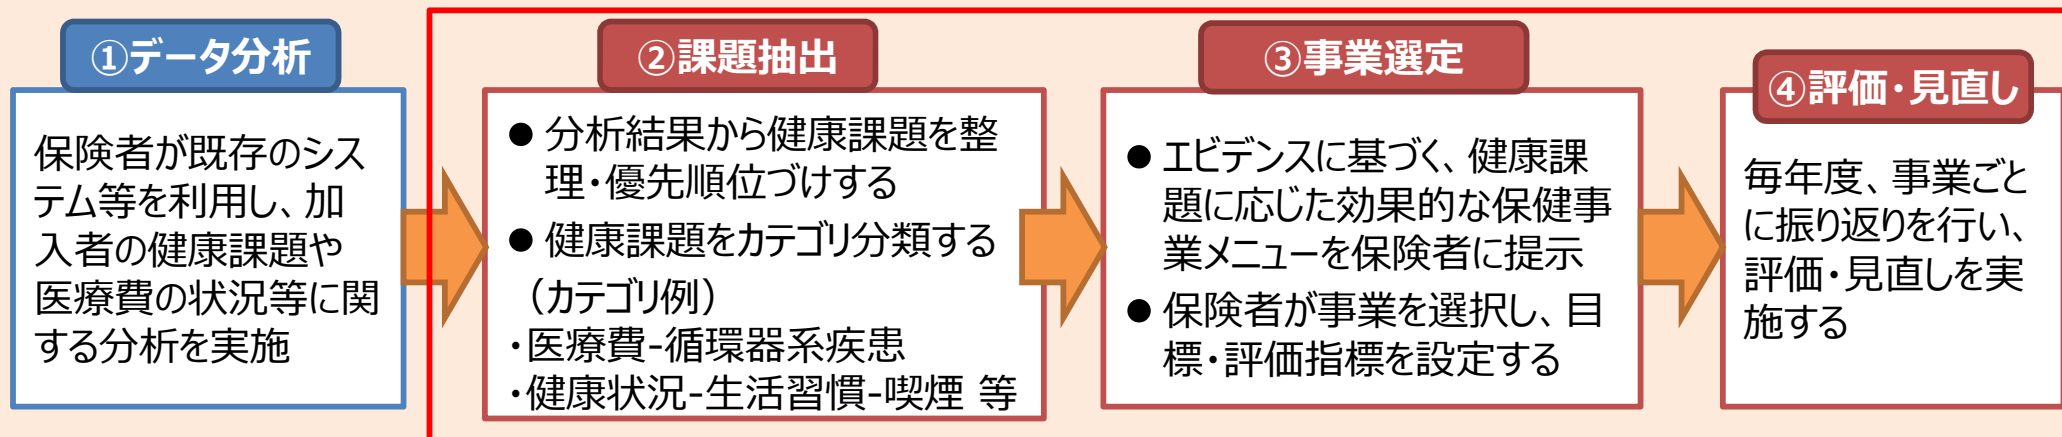 ①データ分析
保険者が既存のシス
テム等を利用し、加
入者の健康課題や
医療費の状況等に関
する分析を実施
②課題抽出
● 分析結果から健康課題を整
理・優先順位づけする
● 健康課題をカテゴリ分類する
（カテゴリ例）
・医療費-循環器系疾患
・健康状況-生活習慣-喫煙 等
③事業選定
● エビデンスに基づく、健康課
題に応じた効果的な保健事
業メニューを保険者に提示
● 保険者が事業を選択し、目
標・評価指標を設定する
④評価・見直し
毎年度、事業ごと
に振り返りを行い、
評価・見直しを実
施する